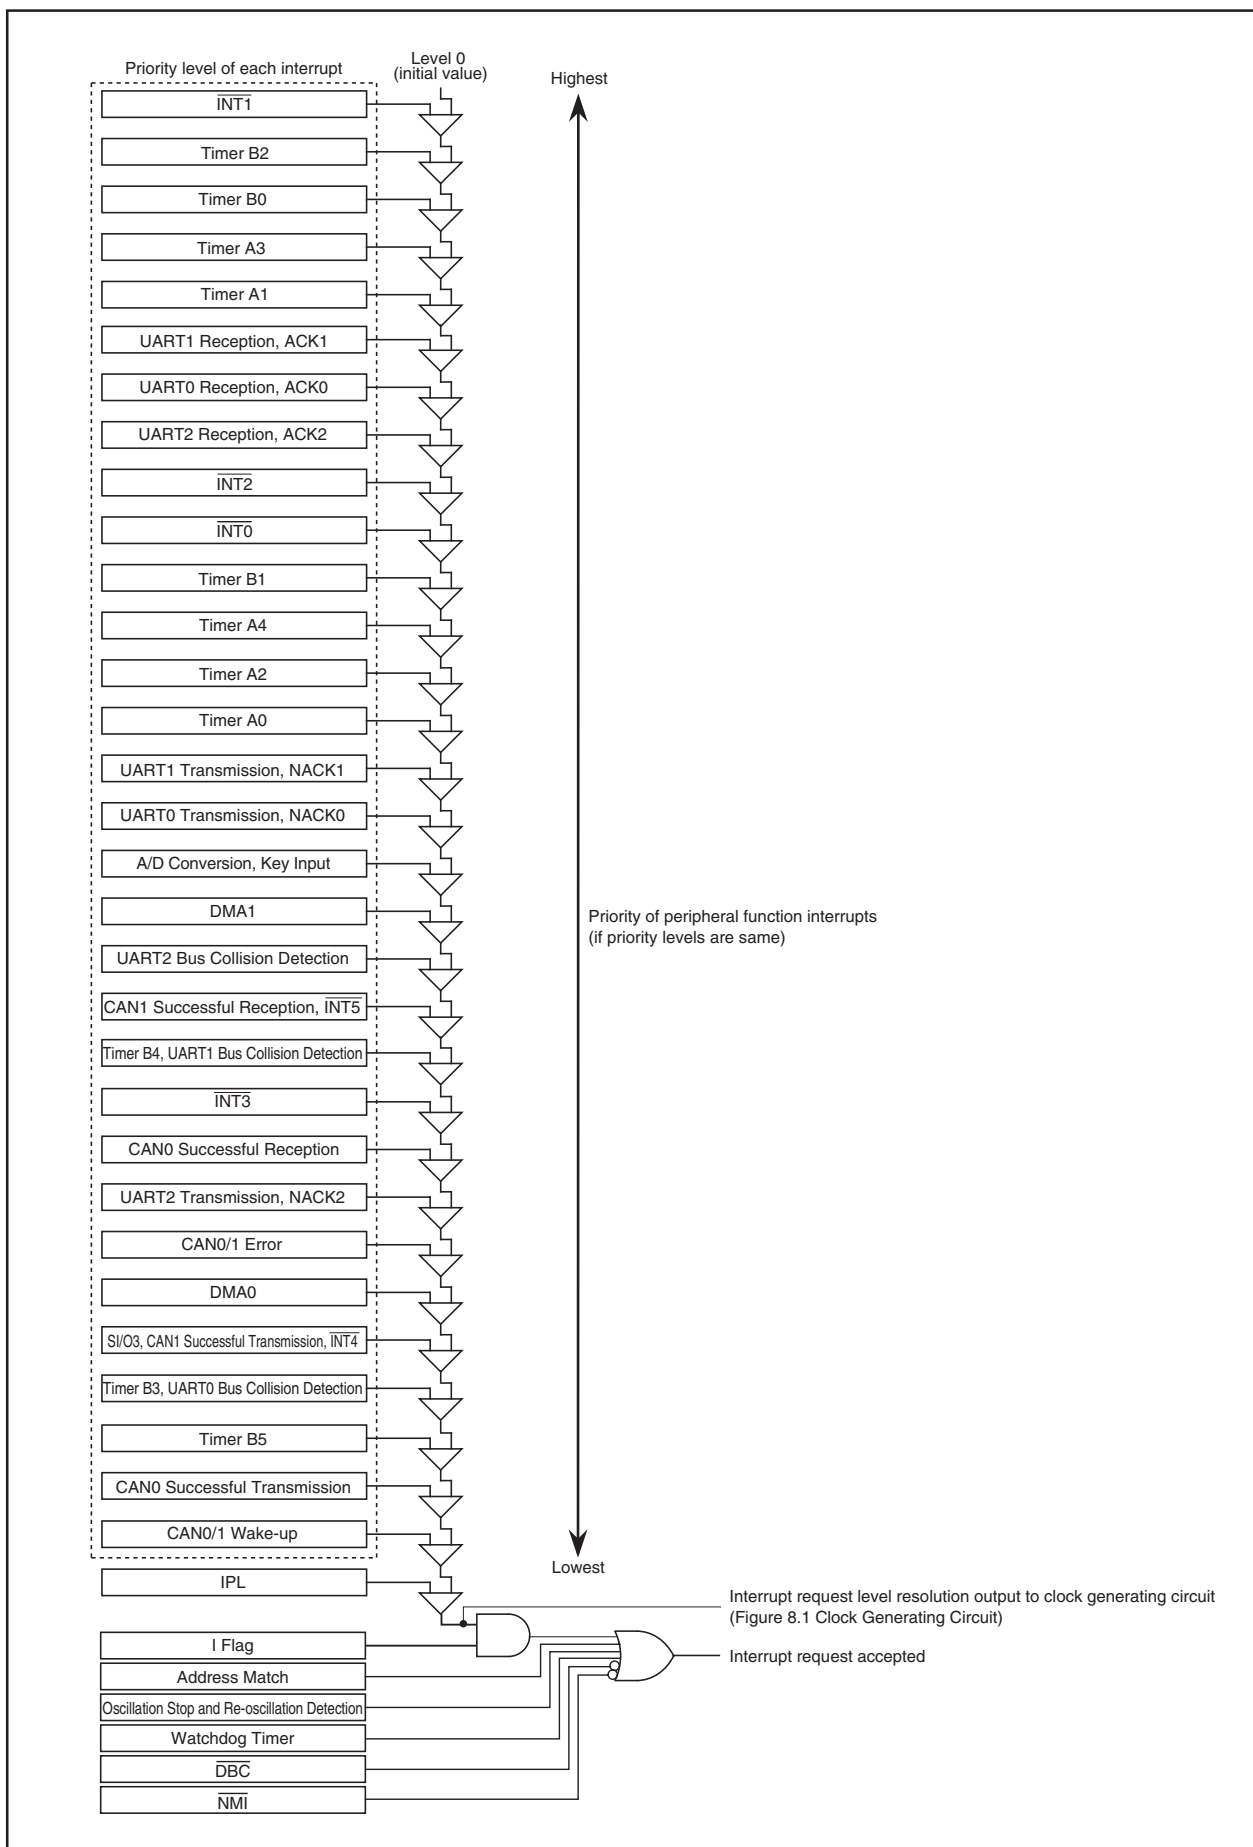 Priority level of each interrupt
Level 0
(initial value)
Highest
INT1
Timer B2
Timer B0
Timer A3
Timer A1
UART1 Reception, ACK1
UART0 Reception, ACK0
UART2 Reception, ACK2
INT2
INT0
Timer B1
Timer A4
Timer A2
Timer A0
UART1 Transmission, NACK1
UART0 Transmission, NACK0
A/D Conversion, Key Input
DMA1
Priority of peripheral function interrupts
(if priority levels are same)
UART2 Bus Collision Detection
CAN1 Successful Reception, INT5
Timer B4, UART1 Bus Collision Detection
INT3
CAN0 Successful Reception
UART2 Transmission, NACK2
CAN0/1 Error
DMA0
SI/O3, CAN1 Successful Transmission, INT4
Timer B3, UART0 Bus Collision Detection
Timer B5
CAN0 Successful Transmission
CAN0/1 Wake-up
Lowest
IPL
Interrupt request level resolution output to clock generating circuit
(Figure 8.1 Clock Generating Circuit)
I Flag
Interrupt request accepted
Address Match
Oscillation Stop and Re-oscillation Detection
Watchdog Timer
DBC
NMI